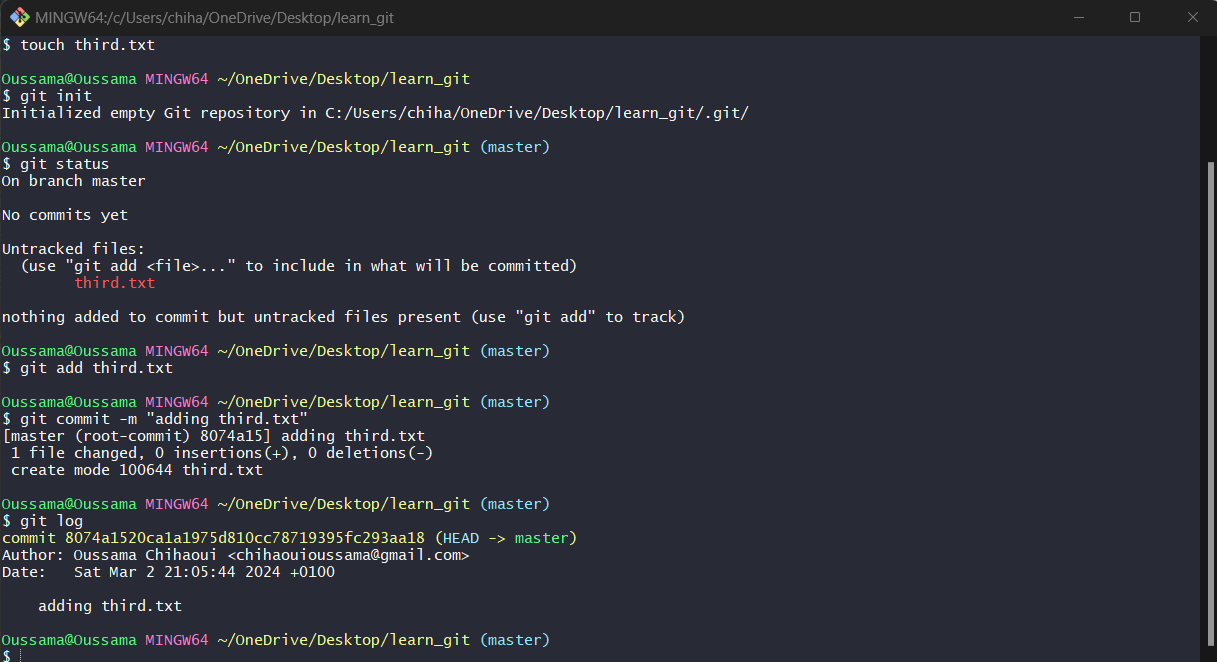 MINGW64:/c/Users/chiha/OneDrive/Desktop/learn_git
$ touch third.txt
Oussama@Oussama MINGW64 ~/OneDrive/Desktop/learn_git
$ git init
Initialized empty Git repository in C:/Users/chiha/OneDrive/Desktop/learn_git/.git/
Oussama@Oussama MINGW64 ~/OneDrive/Desktop/learn_git (master)
$ git status
On branch master
No commits yet
Untracked files:
  (use "git add <file>..." to include in what will be committed)
        third.txt
nothing added to commit but untracked files present (use "git add" to track)
Oussama@Oussama MINGW64 ~/OneDrive/Desktop/learn_git (master)
$ git add third.txt
Oussama@Oussama MINGW64 ~/OneDrive/Desktop/learn_git (master)
$ git commit -m "adding third.txt"
[master (root-commit) 8074a15] adding third.txt
 1 file changed, 0 insertions(+), 0 deletions(-)
 create mode 100644 third.txt
Oussama@Oussama MINGW64 ~/OneDrive/Desktop/learn_git (master)
$ git log
commit 8074a1520ca1a1975d810cc78719395fc293aa18 (HEAD -> master)
Author: Oussama Chihaoui <chihaouioussama@gmail.com>
Date:   Sat Mar 2 21:05:44 2024 +0100
    adding third.txt
Oussama@Oussama MINGW64 ~/OneDrive/Desktop/learn_git (master)
$